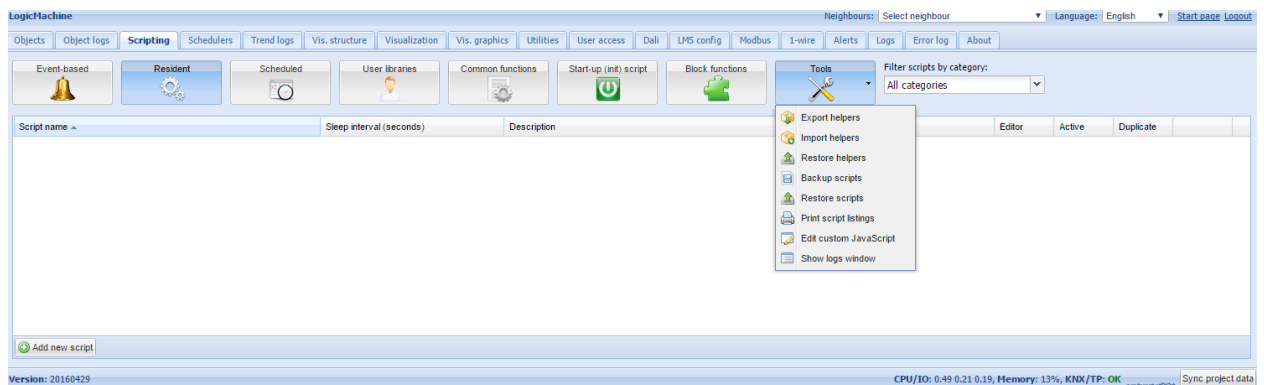 LogicMachine Neighbours: Select neighbour Language: English Start page Logout
Objects Object logs Scripting Schedulers Trend logs Vis. structure Visualization Vis. graphics Utilities User access Dali LM5 config Modbus 1-wire Alerts Logs Error log About
Event-based Resident Scheduled User libraries Common functions Start-up (init) script Block functions Tools Filter scripts by category:
All categories
Script name Sleep interval (seconds) Description Editor Active Duplicate
Export helpers
Import helpers
Restore helpers
Backup scripts
Restore scripts
Print script listings
Edit custom JavaScript
Show logs window
Add new script
Version: 20160429 CPU/IO: 0.49 0.21 0.19, Memory: 13%, KNX/TP: OK Sync project data